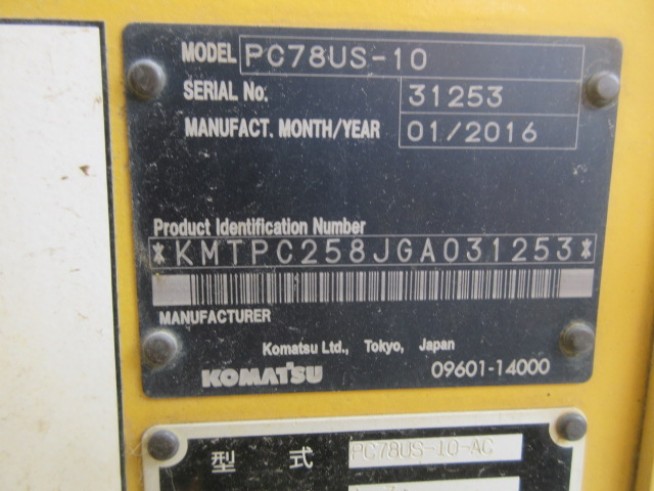 MODEL PC78US-10
SERIAL No. 31253
MANUFACT. MONTH/YEAR 01/2016
Product Identification Number
*KMTPC258JGA031253*
MANUFACTURER
Komatsu Ltd., Tokyo, Japan
KOMATSU 09601-14000
型 式 PC78US-10-AC